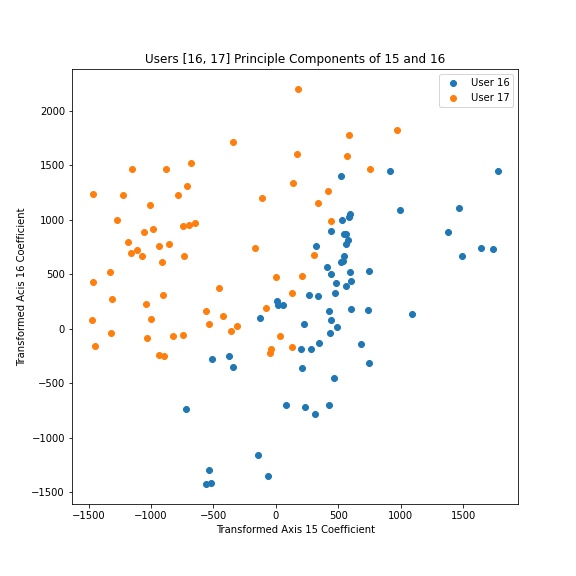 Users [16, 17] Principle Components of 15 and 16
User 16
User 17
Transformed Acis 16 Coefficient
2000
1500
1000
500
0
−500
−1000
−1500
−1500 −1000 −500 0 500 1000 1500
Transformed Axis 15 Coefficient